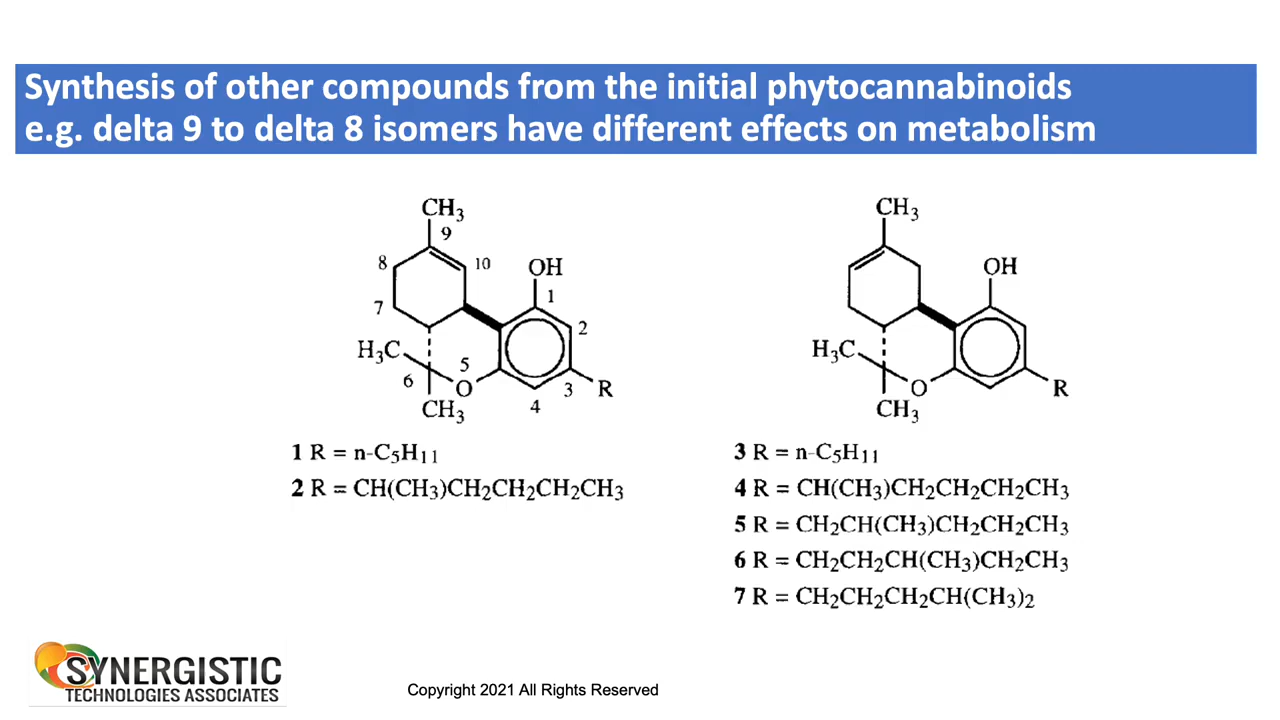 Synthesis of other compounds from the initial phytocannabinoids
e.g. delta 9 to delta 8 isomers have different effects on metabolism
CH₃
9
8
10
OH
1
7
2
H₃C
5
6
O
3
R
CH₃
4
1 R = n-C₅H₁₁
2 R = CH(CH₃)CH₂CH₂CH₂CH₃
CH₃
OH
H₃C
O
R
CH₃
3 R = n-C₅H₁₁
4 R = CH(CH₃)CH₂CH₂CH₂CH₃
5 R = CH₂CH(CH₃)CH₂CH₂CH₃
6 R = CH₂CH₂CH(CH₃)CH₂CH₃
7 R = CH₂CH₂CH₂CH(CH₃)₂
SYNERGISTIC
TECHNOLOGIES ASSOCIATES
Copyright 2021 All Rights Reserved